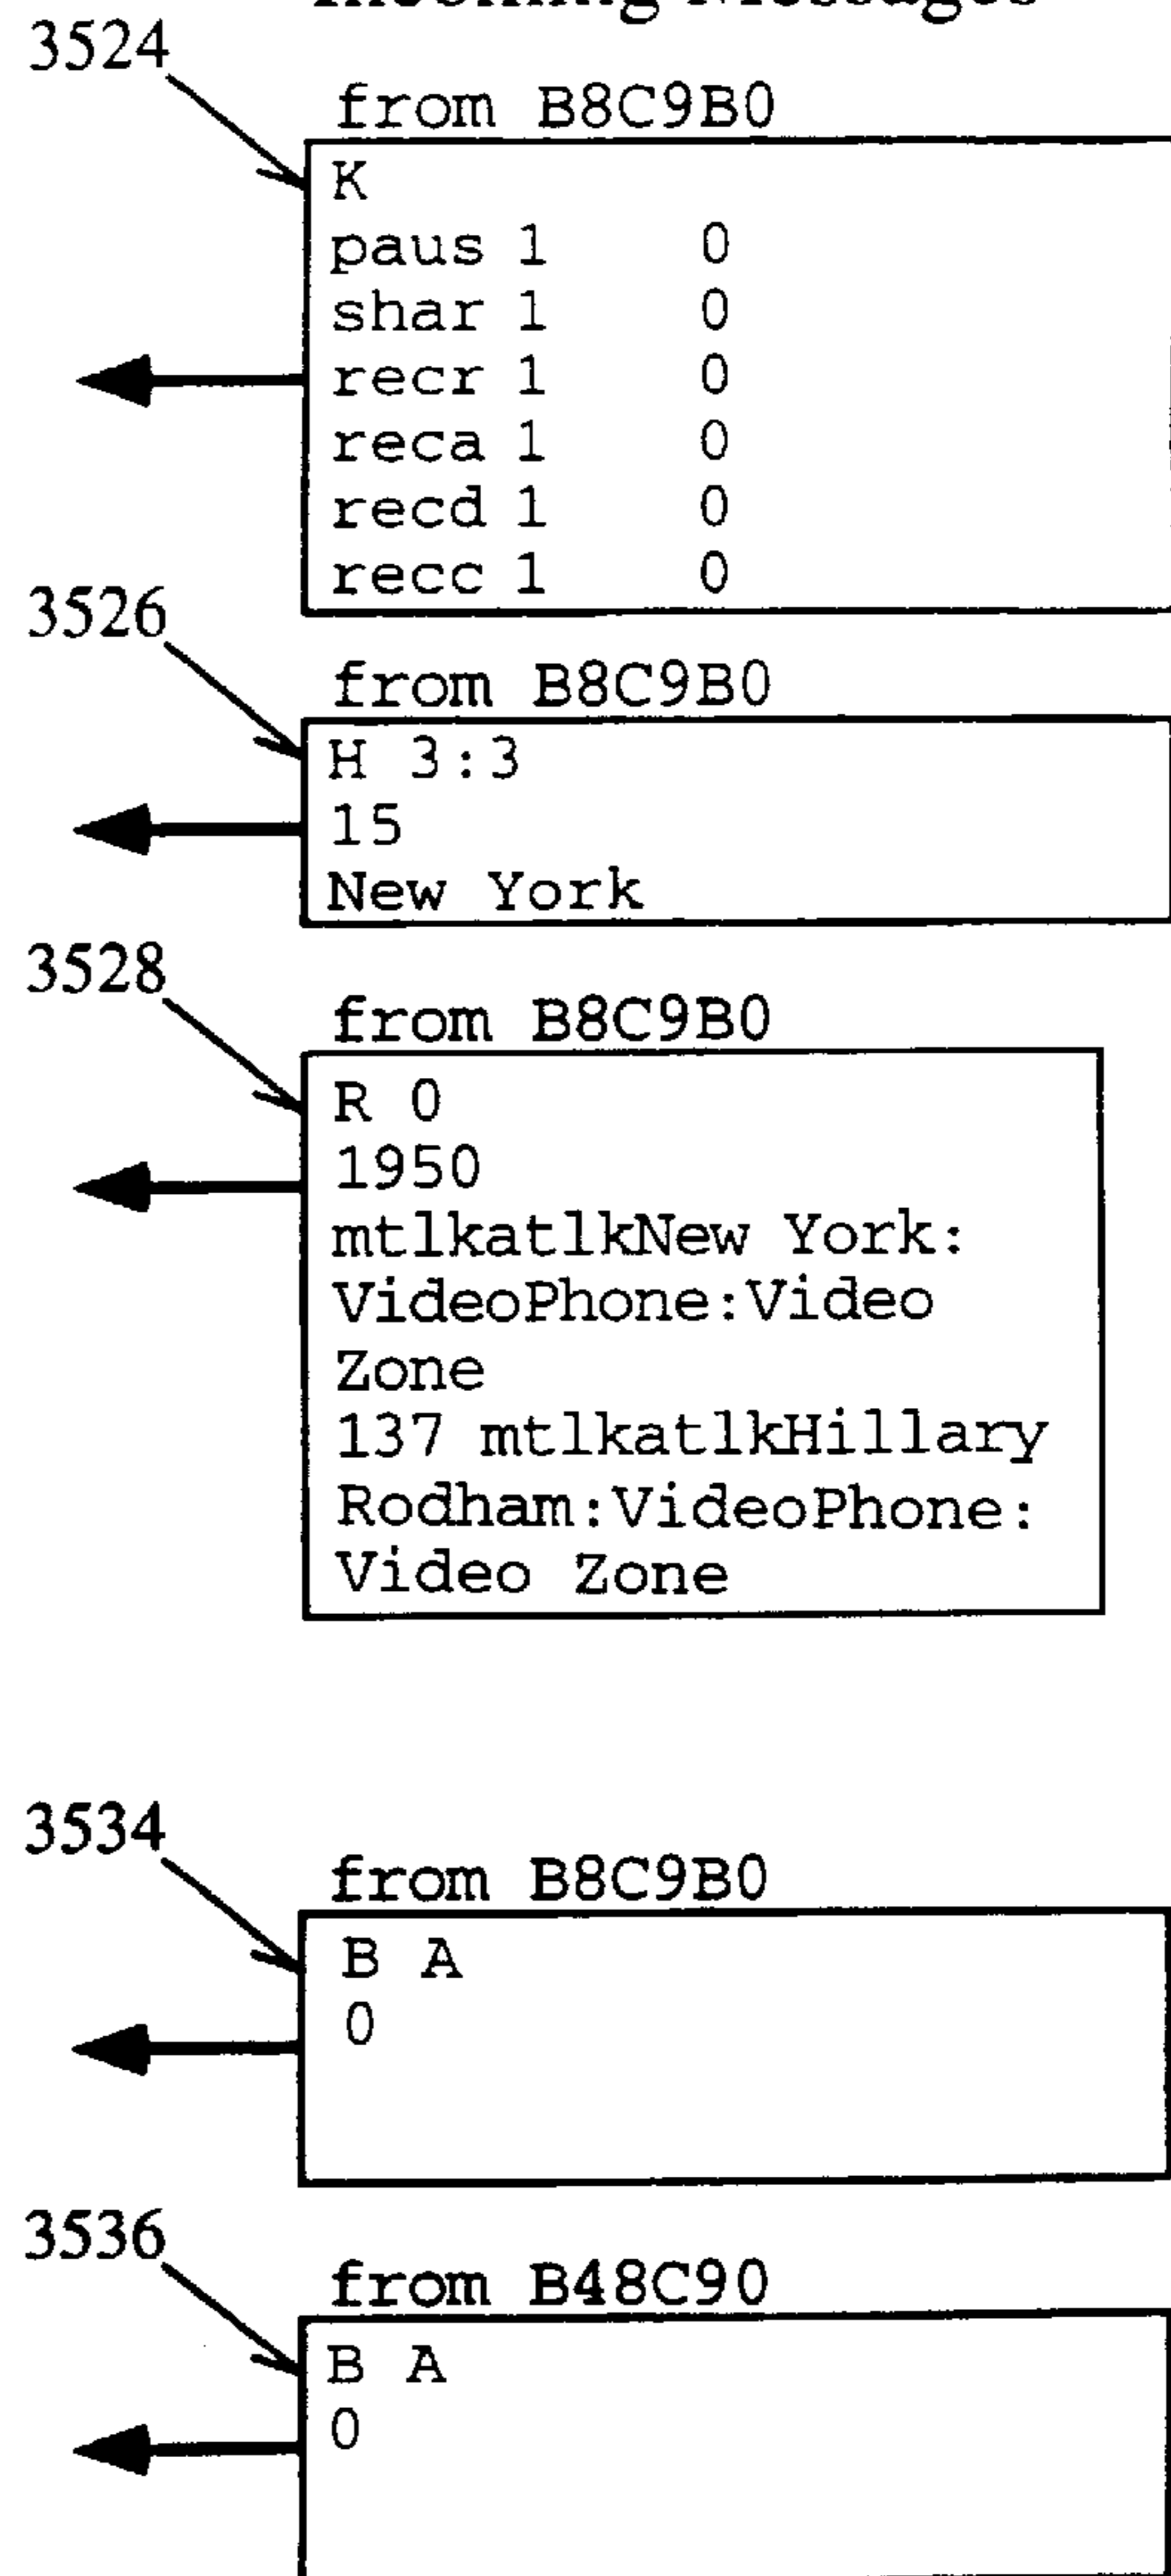 Incoming Messages
3524
from B8C9B0
K
paus 1 0
shar 1 0
recr 1 0
reca 1 0
recd 1 0
recc 1 0
3526
from B8C9B0
H 3:3
15
New York
3528
from B8C9B0
R 0
1950
mtlkatlkNew York:
VideoPhone:Video
Zone
137 mtlkatlkHillary
Rodham:VideoPhone:
Video Zone
3534
from B8C9B0
B A
0
3536
from B48C90
B A
0